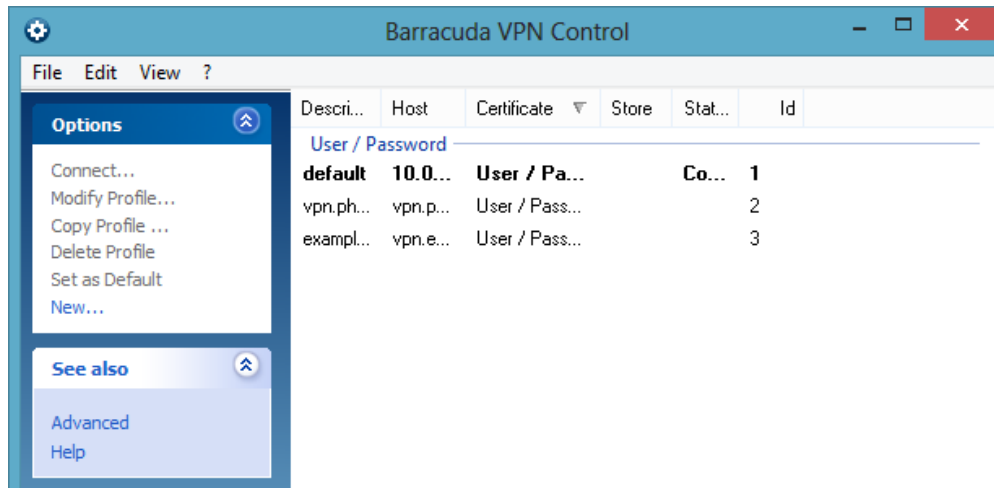 Barracuda VPN Control
File Edit View ?
Options
Connect...
Modify Profile...
Copy Profile ...
Delete Profile
Set as Default
New...
See also
Advanced
Help
Descri... Host Certificate Store Stat... Id
User / Password
default 10.0... User / Pa... Co... 1
vpn.ph... vpn.p... User / Pass... 2
exampl... vpn.e... User / Pass... 3